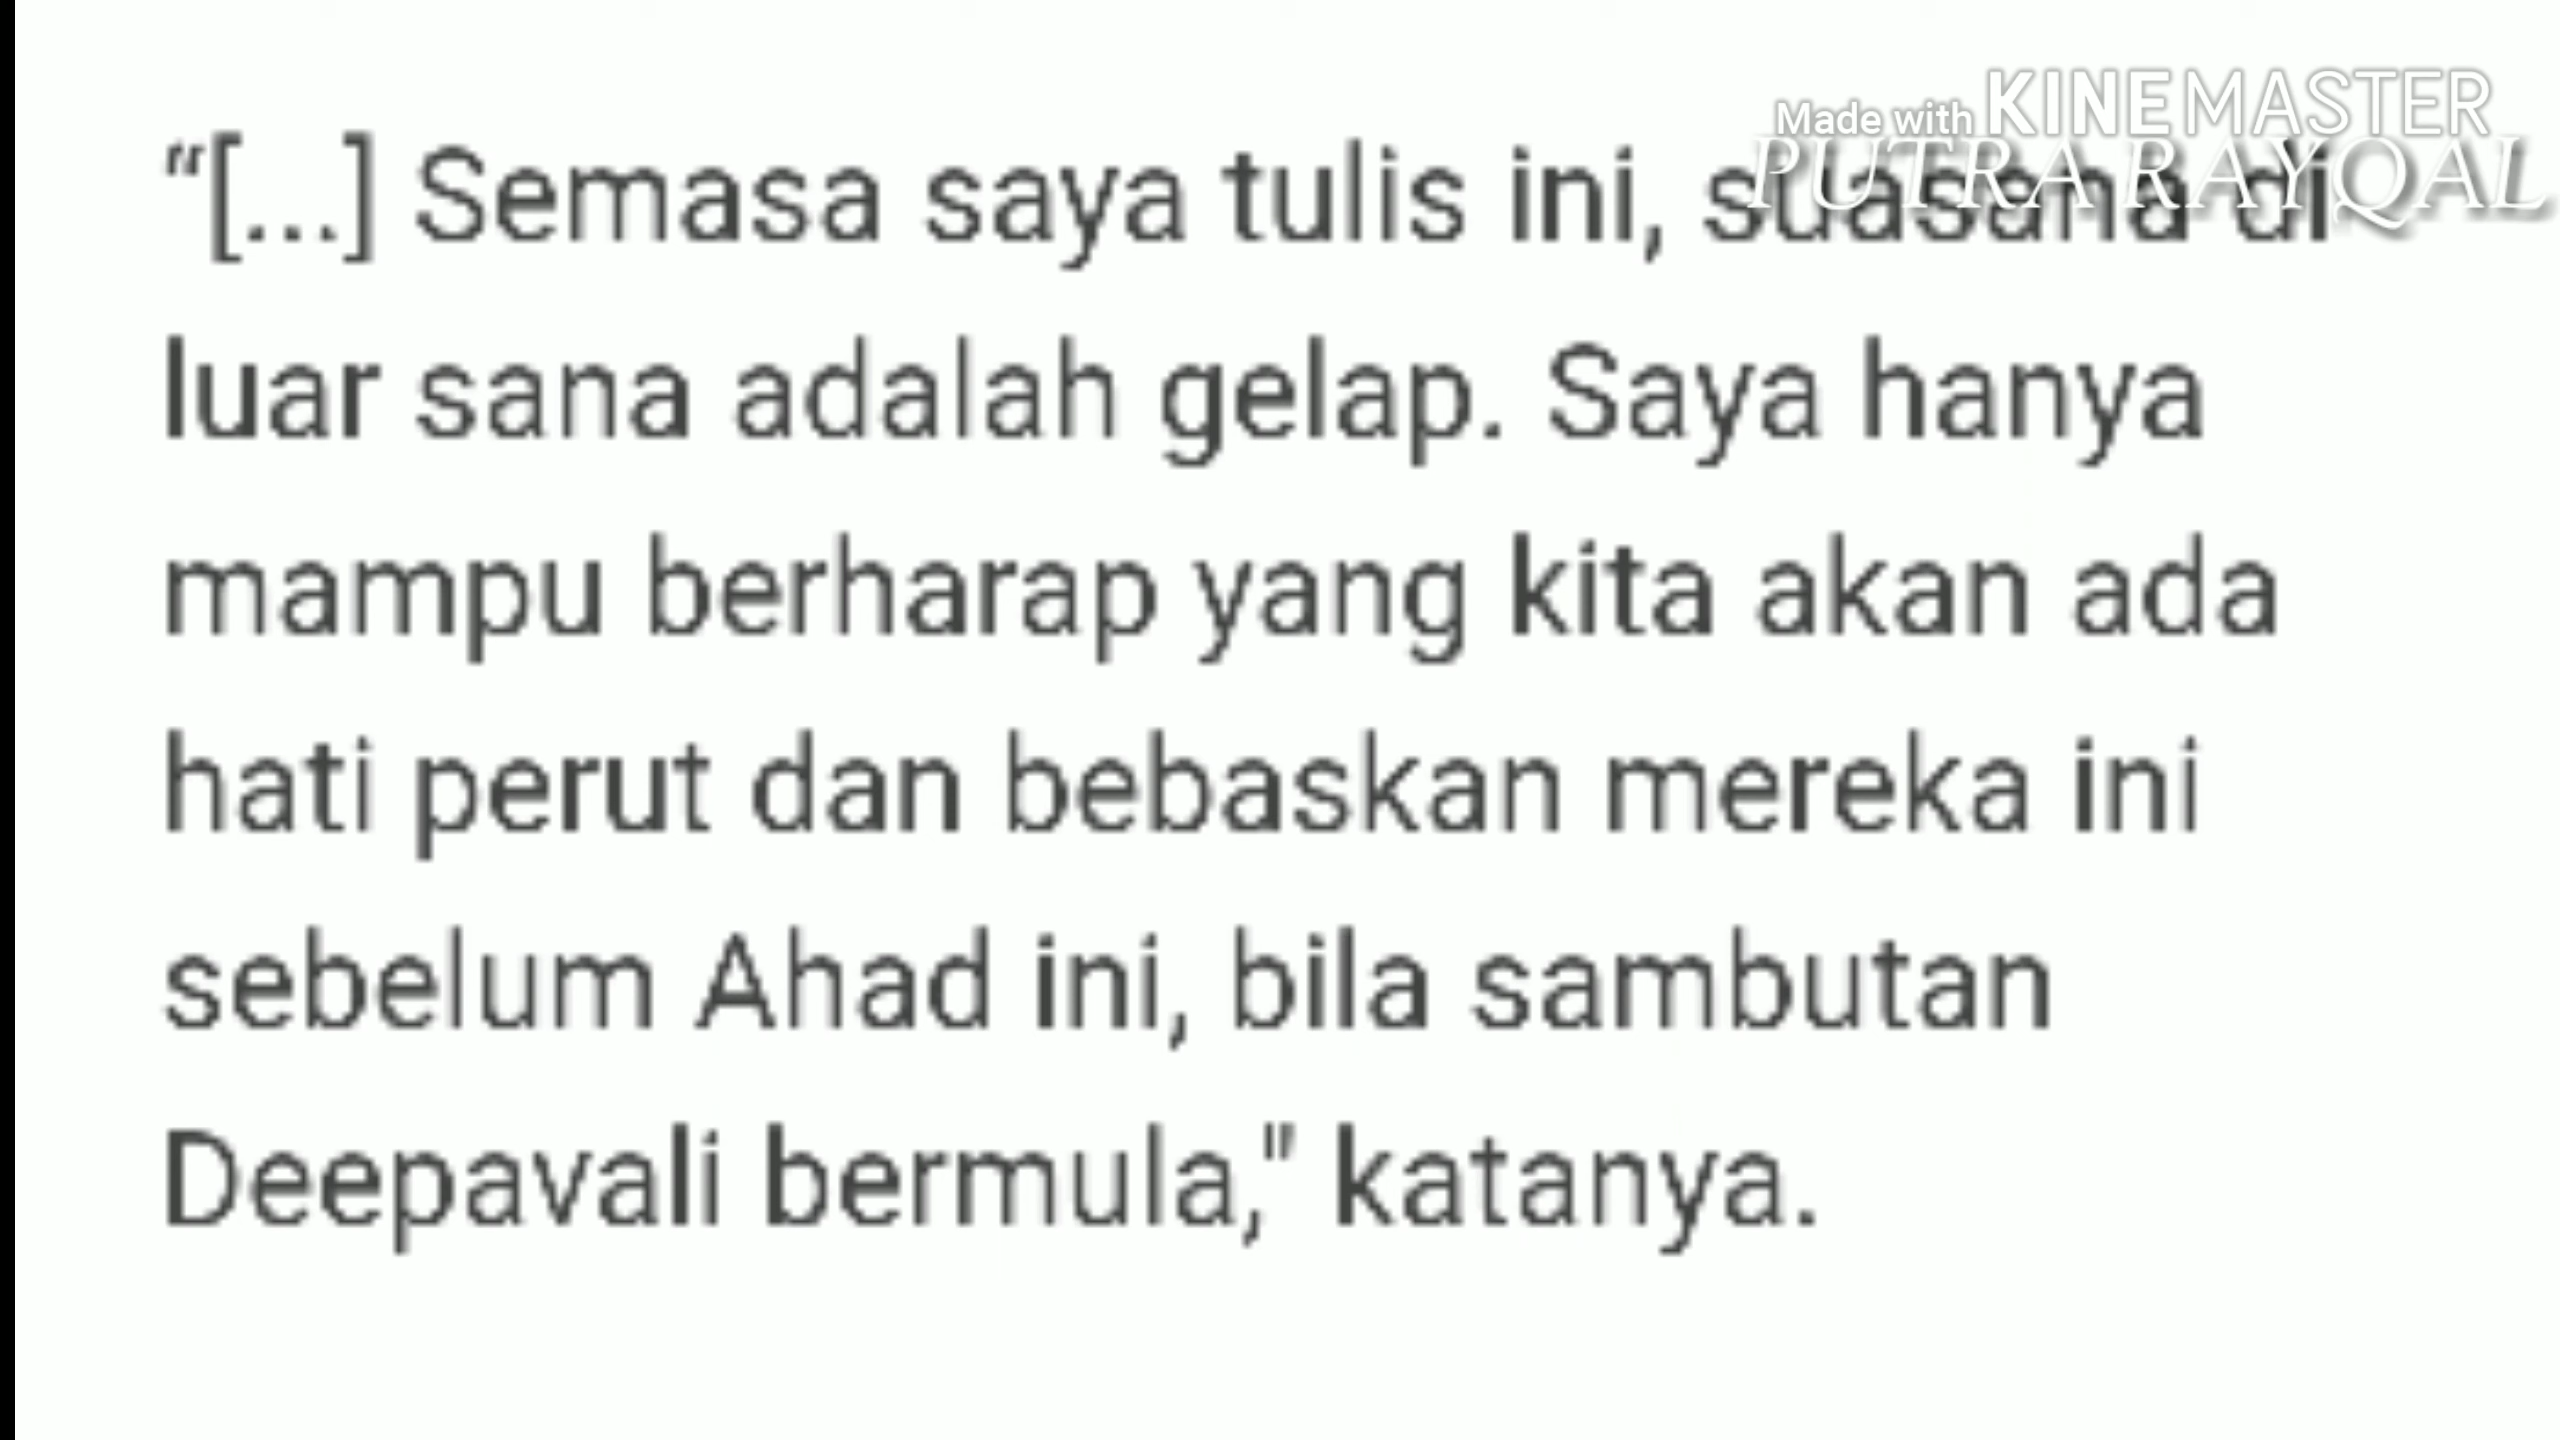 Made with KINEMASTER
PUTRA RAYQAL
“[...] Semasa saya tulis ini, suasana di
luar sana adalah gelap. Saya hanya
mampu berharap yang kita akan ada
hati perut dan bebaskan mereka ini
sebelum Ahad ini, bila sambutan
Deepavali bermula," katanya.